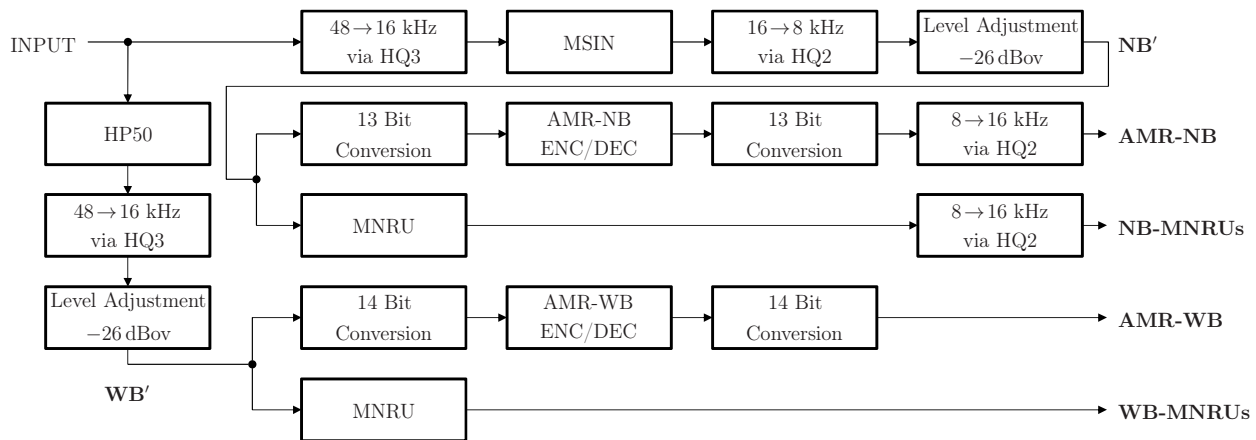 INPUT
48→16 kHz
via HQ3
MSIN
16→8 kHz
via HQ2
Level Adjustment
−26 dBov
NB′
HP50
13 Bit
Conversion
AMR-NB
ENC/DEC
13 Bit
Conversion
8→16 kHz
via HQ2
AMR-NB
48→16 kHz
via HQ3
MNRU
8→16 kHz
via HQ2
NB-MNRUs
Level Adjustment
−26 dBov
14 Bit
Conversion
AMR-WB
ENC/DEC
14 Bit
Conversion
AMR-WB
WB′
MNRU
WB-MNRUs